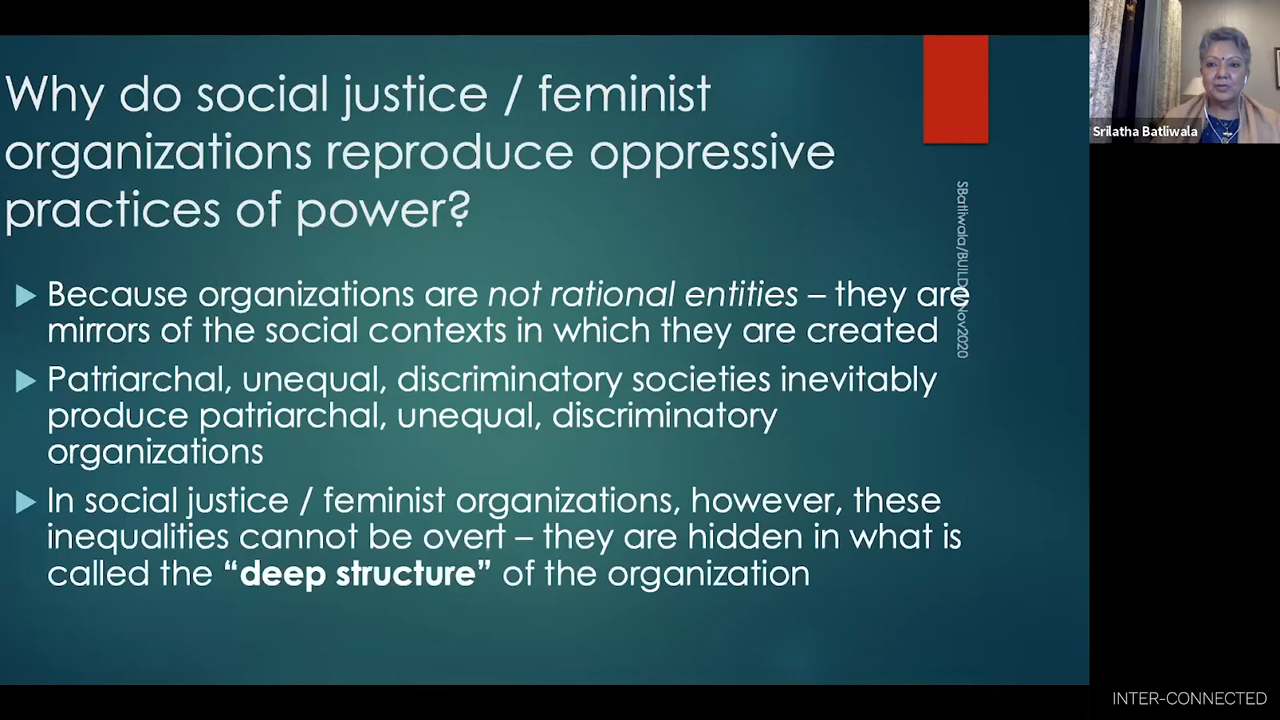 Why do social justice / feminist
organizations reproduce oppressive
practices of power?
Because organizations are not rational entities – they are
mirrors of the social contexts in which they are created
Patriarchal, unequal, discriminatory societies inevitably
produce patriarchal, unequal, discriminatory
organizations
In social justice / feminist organizations, however, these
inequalities cannot be overt – they are hidden in what is
called the “deep structure” of the organization
Srilatha Batliwala
INTER-CONNECTED